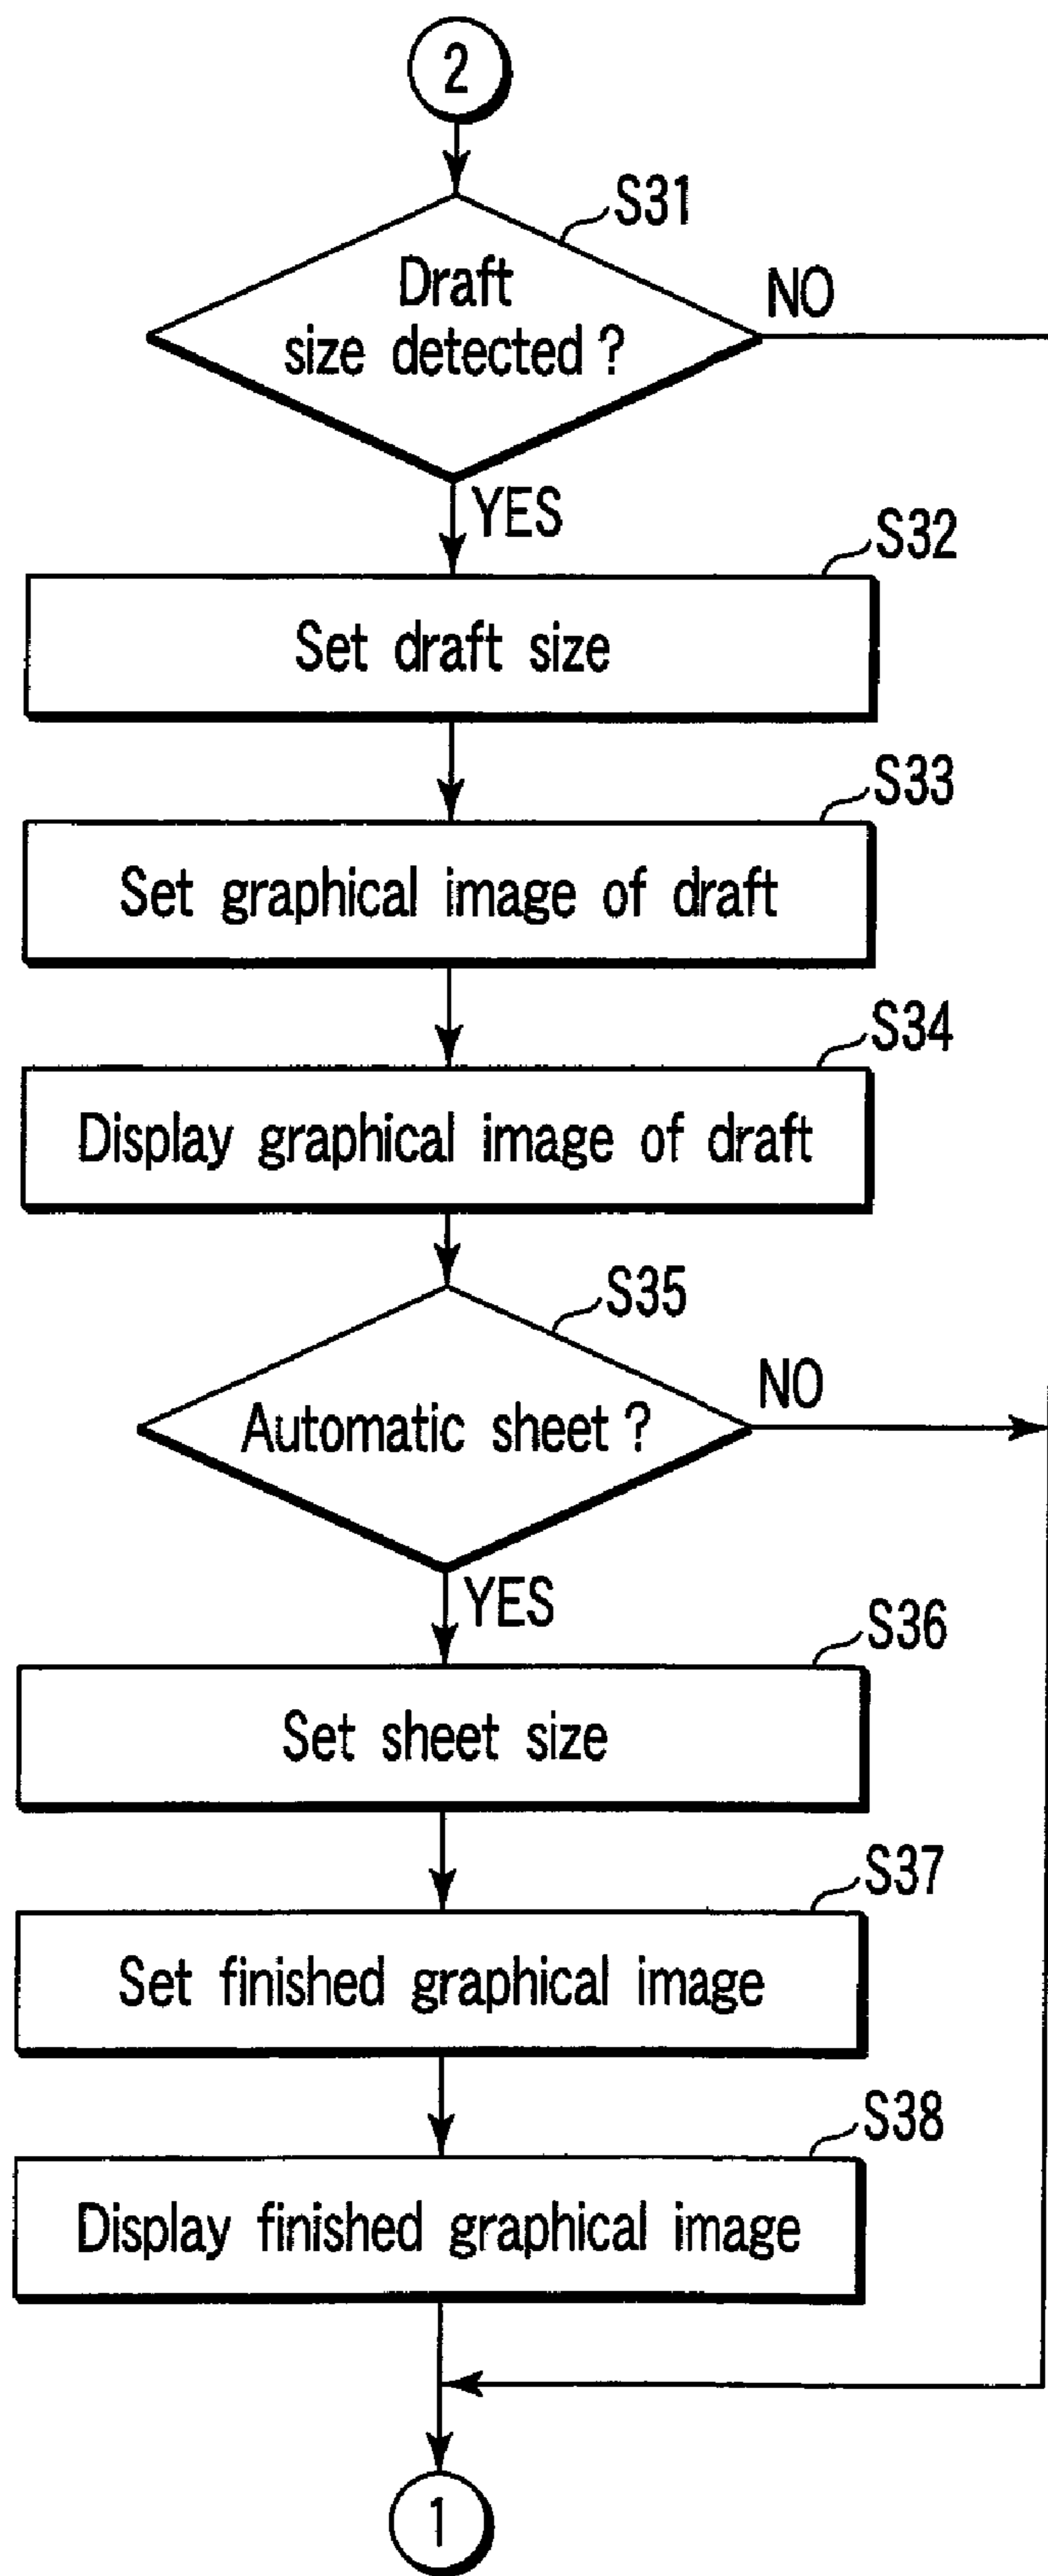 2
S31
Draft
size detected ?
NO
YES
S32
Set draft size
S33
Set graphical image of draft
S34
Display graphical image of draft
S35
Automatic sheet ?
NO
YES
S36
Set sheet size
S37
Set finished graphical image
S38
Display finished graphical image
1